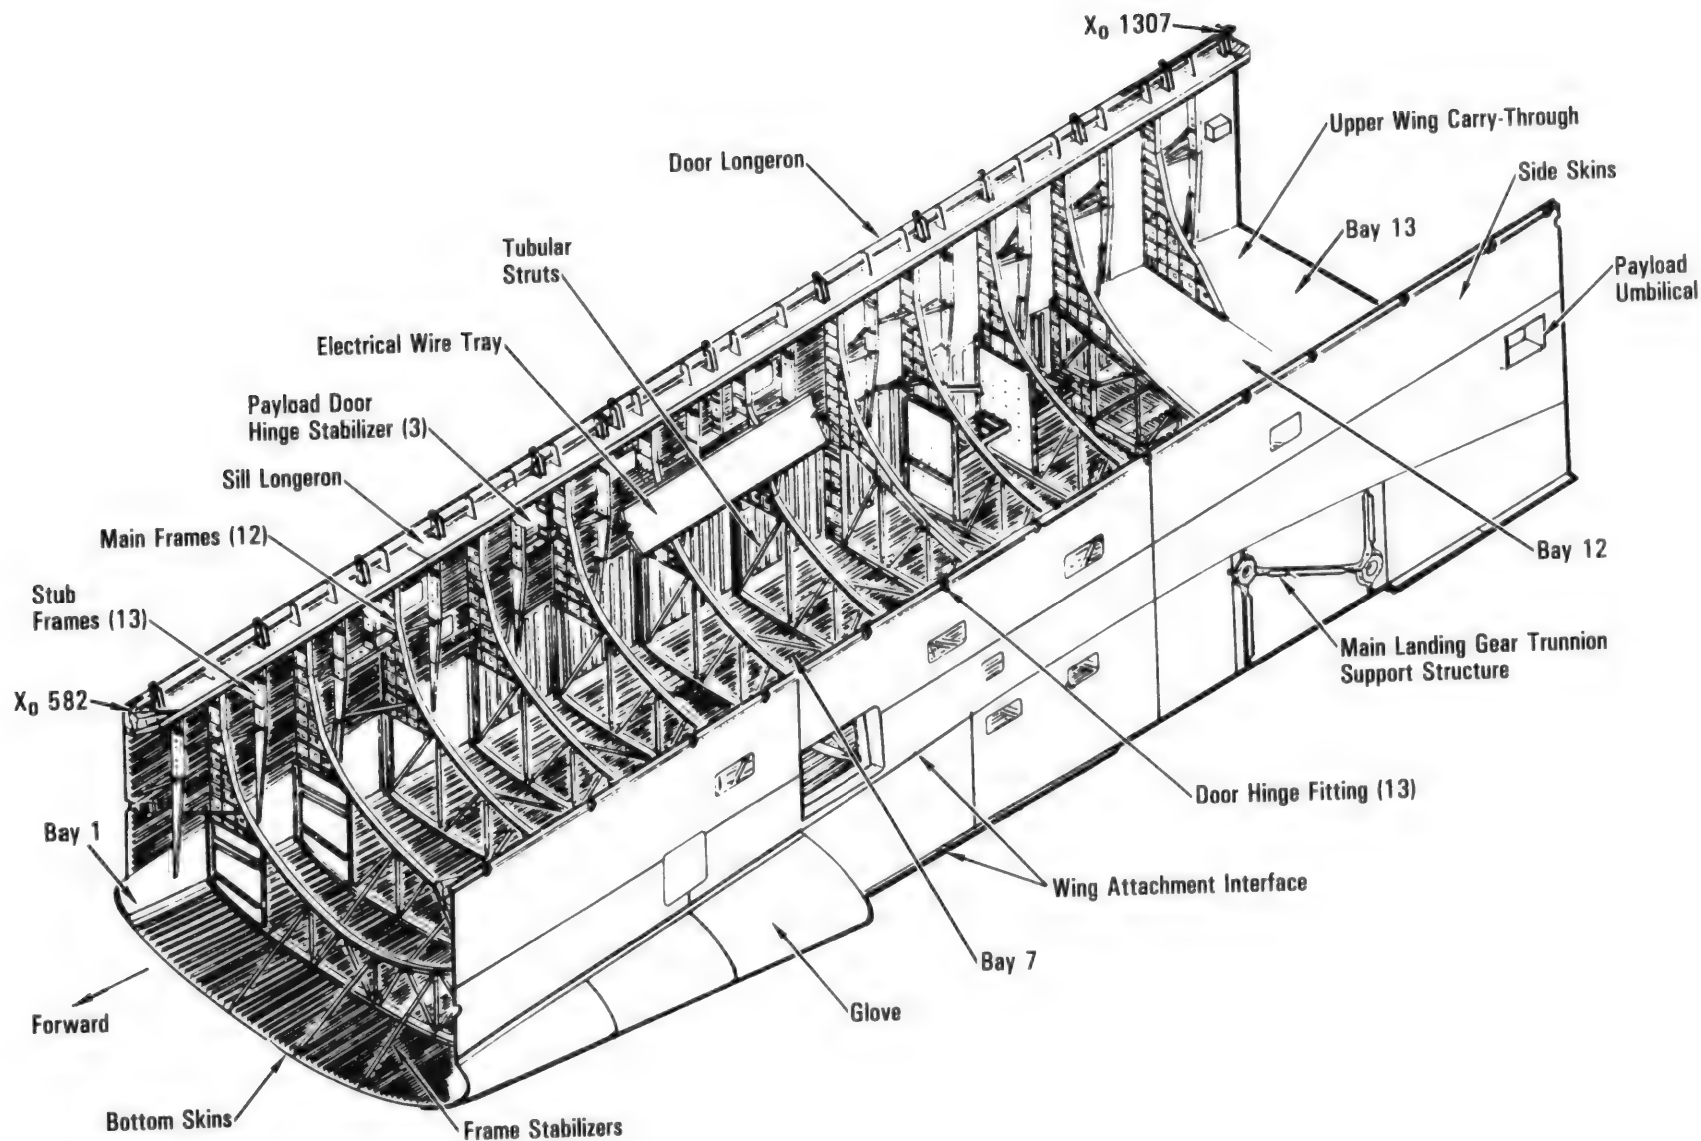 X₀ 1307
Upper Wing Carry-Through
Door Longeron
Side Skins
Bay 13
Tubular
Struts
Payload
Umbilical
Electrical Wire Tray
Payload Door
Hinge Stabilizer (3)
Sill Longeron
Main Frames (12)
Bay 12
Stub
Frames (13)
Main Landing Gear Trunnion
Support Structure
X₀ 582
Door Hinge Fitting (13)
Bay 1
Wing Attachment Interface
Bay 7
Glove
Forward
Bottom Skins
Frame Stabilizers